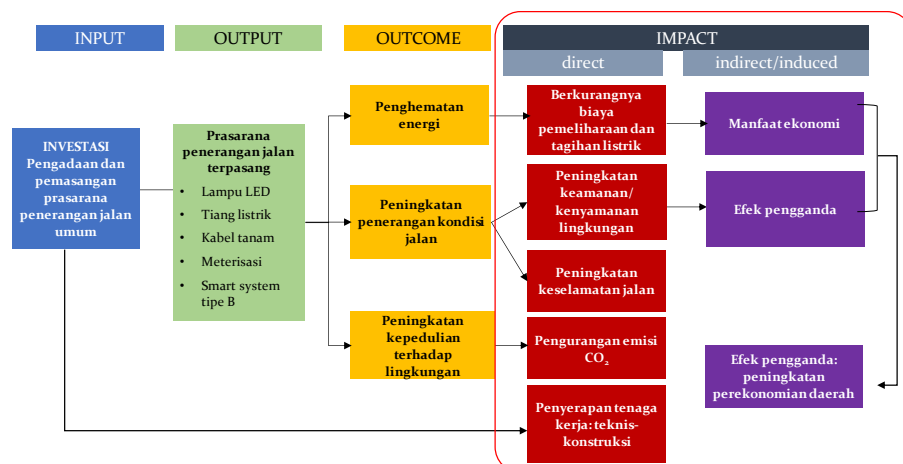 INPUT
OUTPUT
OUTCOME
IMPACT
direct
indirect/induced
INVESTASI
Pengadaan dan
pemasangan
prasarana
penerangan jalan
umum
Prasarana
penerangan jalan
terpasang
• Lampu LED
• Tiang listrik
• Kabel tanam
• Meterisasi
• Smart system
tipe B
Penghematan
energi
Peningkatan
penerangan kondisi
jalan
Peningkatan
kepedulian
terhadap
lingkungan
Berkurangnya
biaya
pemeliharaan dan
tagihan listrik
Peningkatan
keamanan/
kenyamanan
lingkungan
Peningkatan
keselamatan jalan
Pengurangan emisi
CO₂
Penyerapan tenaga
kerja: teknis-
konstruksi
Manfaat ekonomi
Efek pengganda
Efek pengganda:
peningkatan
perekonomian daerah